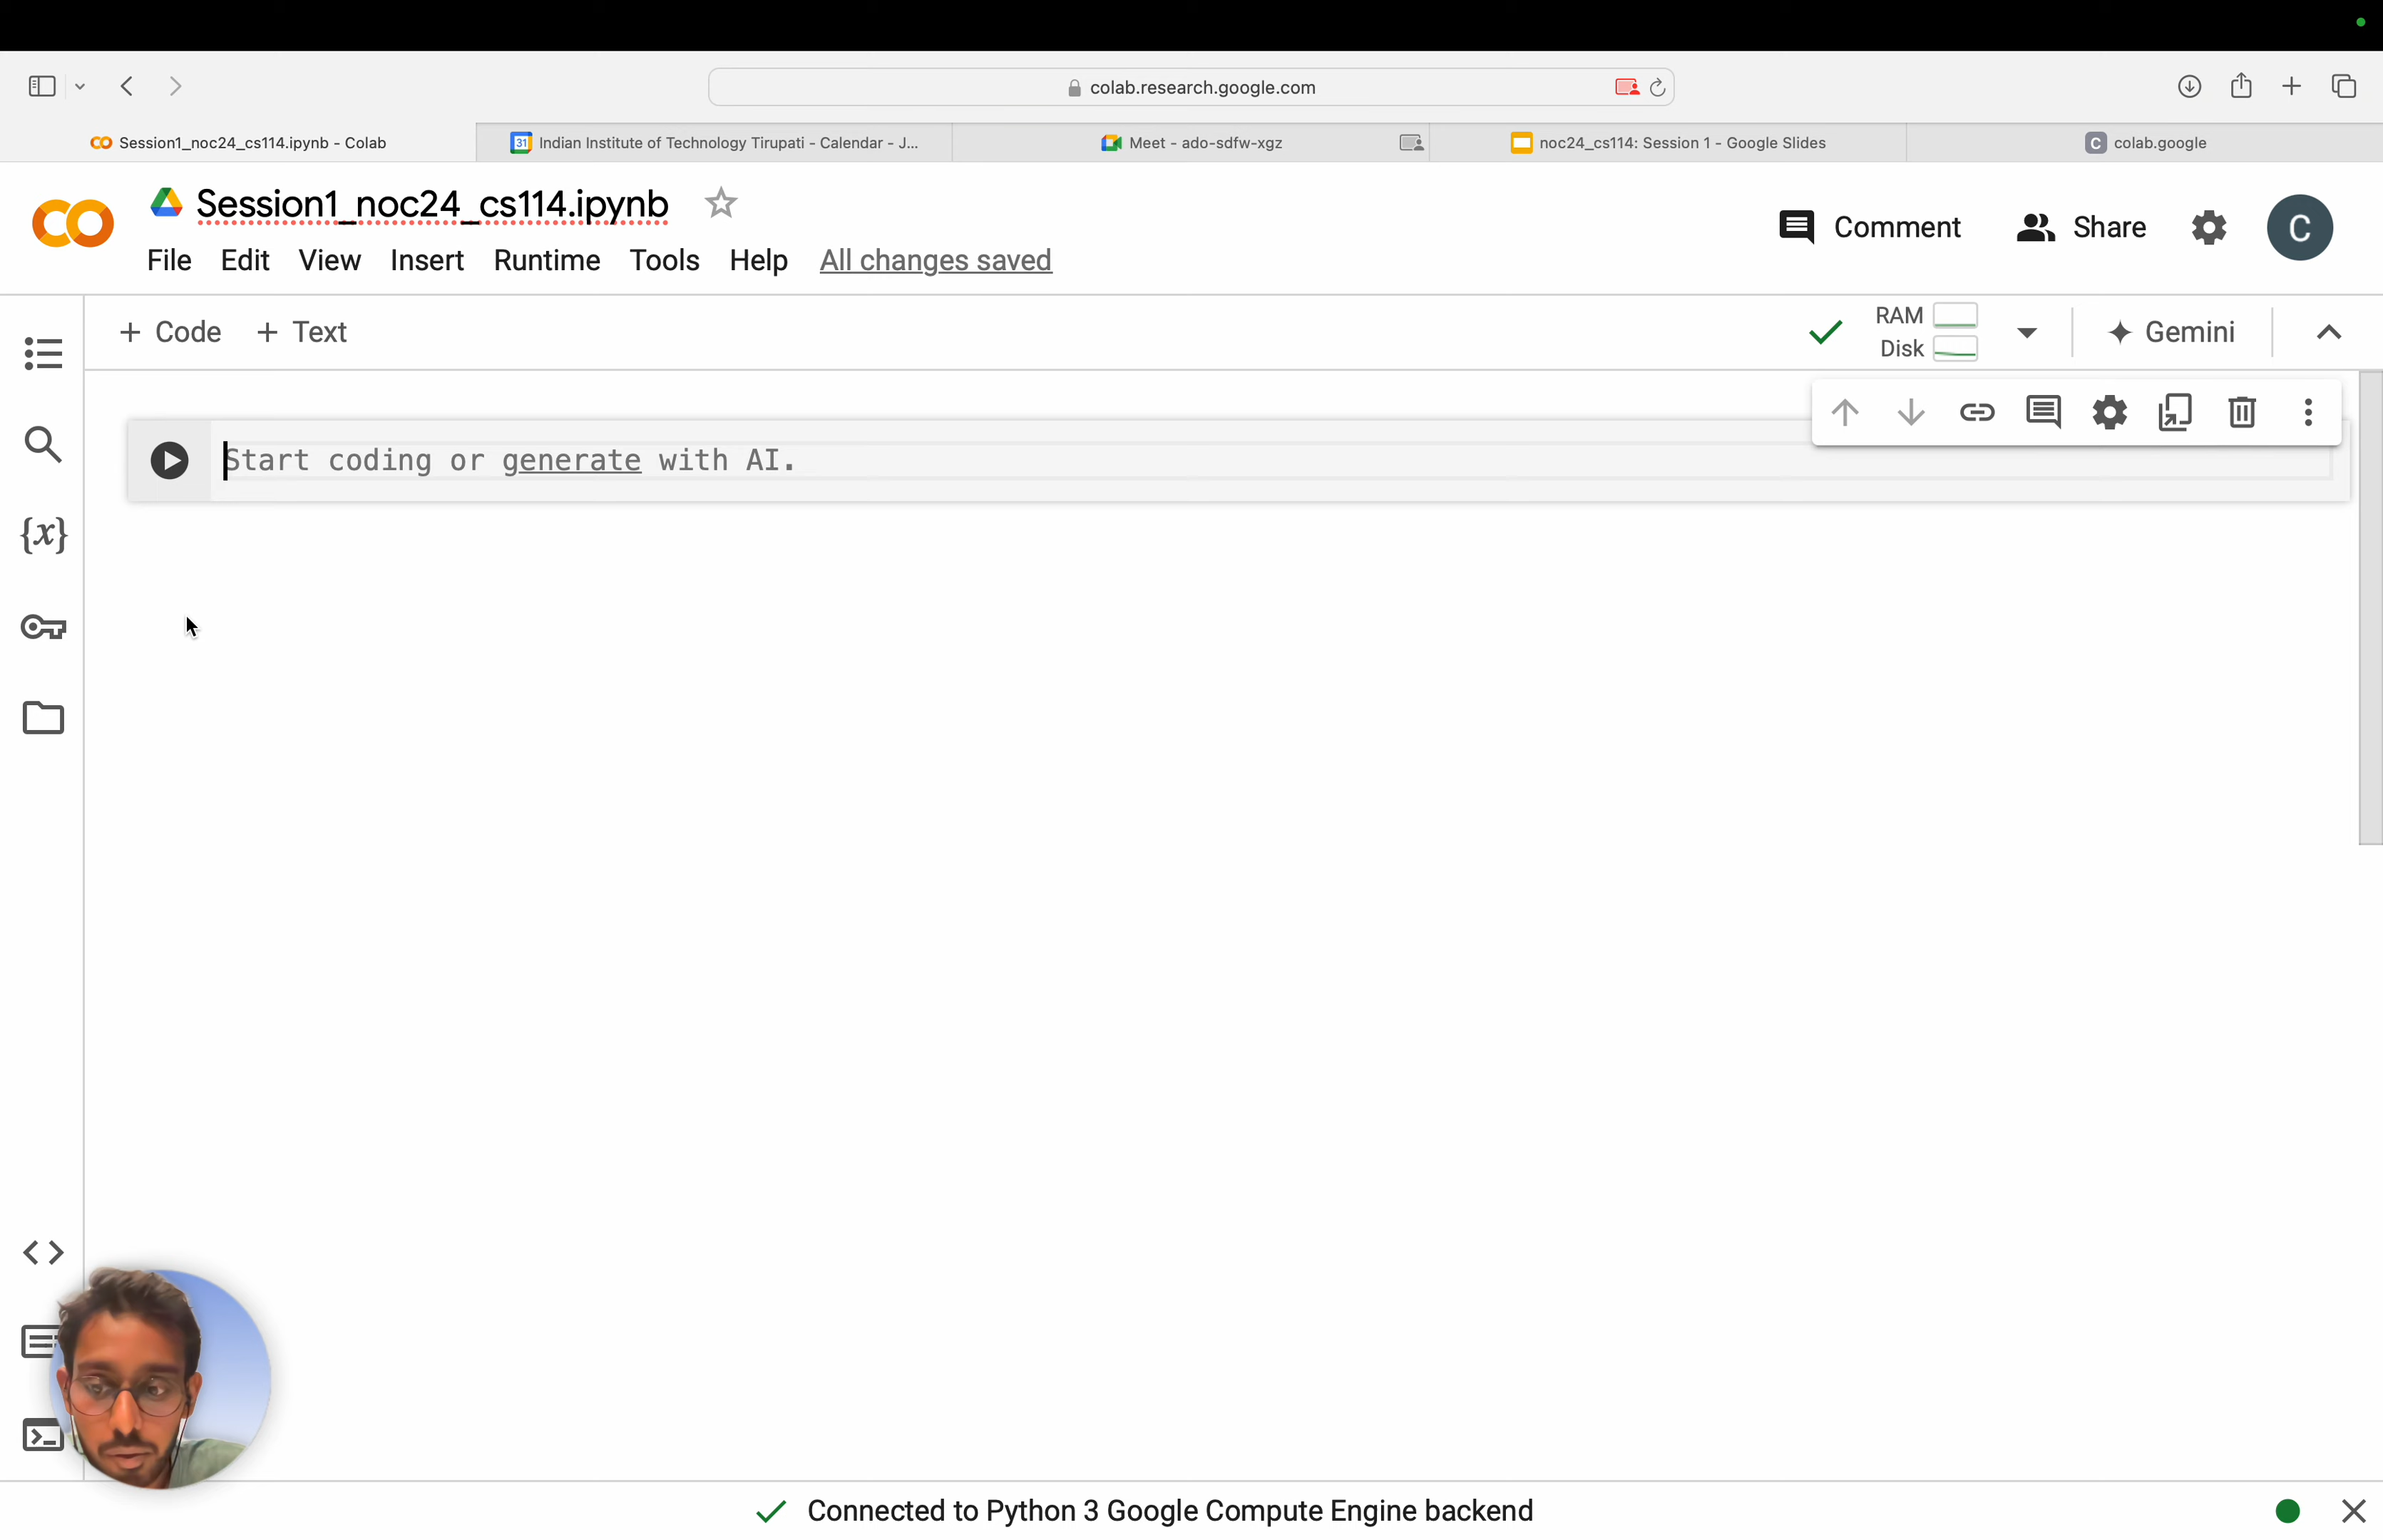 colab.research.google.com
Session1_noc24_cs114.ipynb - Colab
31 Indian Institute of Technology Tirupati - Calendar - J...
Meet - ado-sdfw-xgz
noc24_cs114: Session 1 - Google Slides
C colab.google
Session1_noc24_cs114.ipynb
Comment
Share
C
File Edit View Insert Runtime Tools Help All changes saved
+ Code + Text
RAM
Disk
Gemini
Start coding or generate with AI.
{x}
Connected to Python 3 Google Compute Engine backend